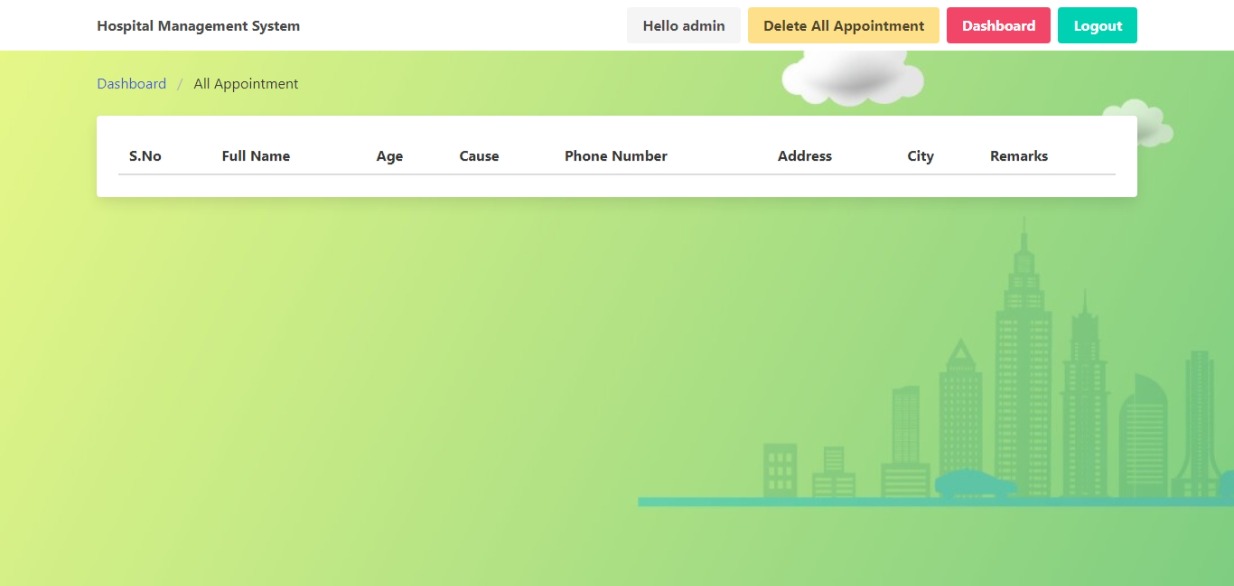 Hospital Management System Hello admin Delete All Appointment Dashboard Logout
Dashboard / All Appointment
S.No Full Name Age Cause Phone Number Address City Remarks